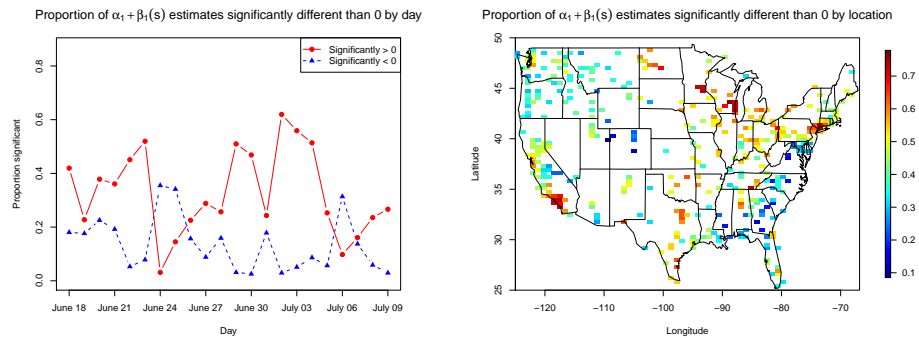 Proportion of α₁ + β₁(s) estimates significantly different than 0 by day
Significantly > 0
Significantly < 0
Proportion significant
0.8
0.6
0.4
0.2
0.0
June 18
June 21
June 24
June 27
June 30
July 03
July 06
July 09
Day
Proportion of α₁ + β₁(s) estimates significantly different than 0 by location
Latitude
50
45
40
35
30
25
−120
−110
−100
−90
−80
−70
Longitude
0.7
0.6
0.5
0.4
0.3
0.2
0.1